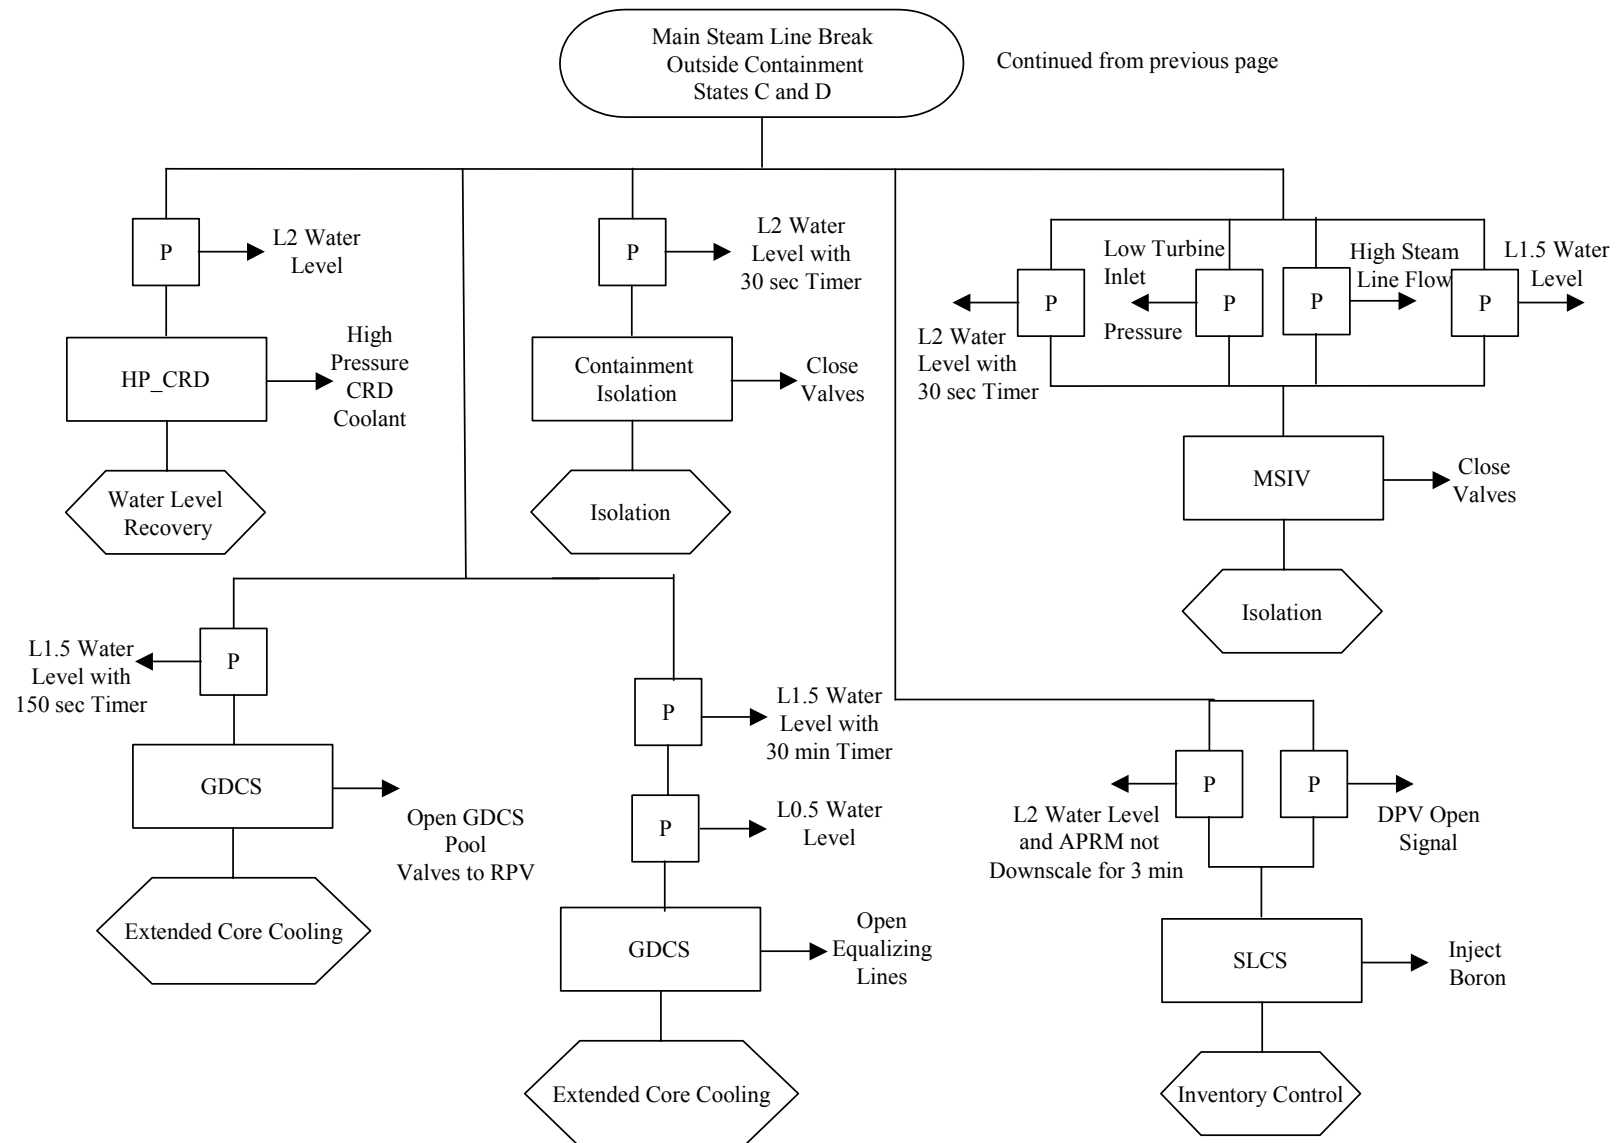 Main Steam Line Break
Outside Containment
States C and D
Continued from previous page
P
L2 Water
Level
HP_CRD
High
Pressure
CRD
Coolant
Water Level
Recovery
P
L2 Water
Level with
30 sec Timer
Containment
Isolation
Close
Valves
Isolation
P
L2 Water
Level with
30 sec Timer
Low Turbine
Inlet
Pressure
P
P
High Steam
Line Flow
P
L1.5 Water
Level
MSIV
Close
Valves
Isolation
L1.5 Water
Level with
150 sec Timer
P
GDCS
Open GDCS
Pool
Valves to RPV
Extended Core Cooling
P
L1.5 Water
Level with
30 min Timer
P
L0.5 Water
Level
GDCS
Open
Equalizing
Lines
Extended Core Cooling
P
L2 Water Level
and APRM not
Downscale for 3 min
P
DPV Open
Signal
SLCS
Inject
Boron
Inventory Control